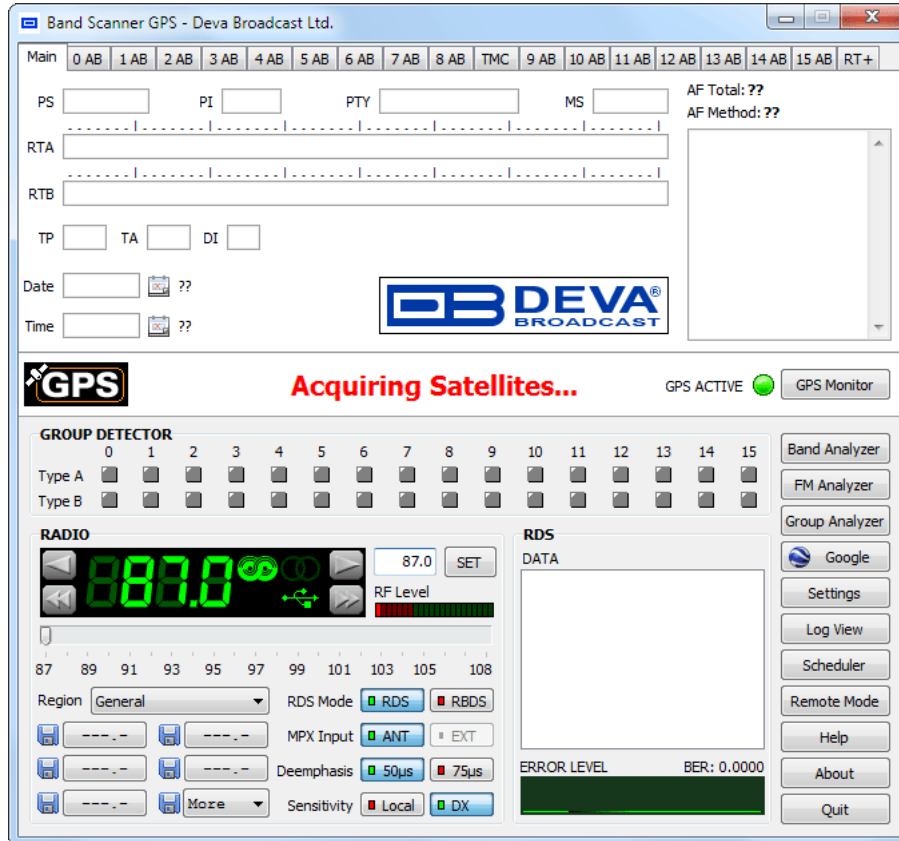 Band Scanner GPS - Deva Broadcast Ltd.
Main 0 AB 1 AB 2 AB 3 AB 4 AB 5 AB 6 AB 7 AB 8 AB TMC 9 AB 10 AB 11 AB 12 AB 13 AB 14 AB 15 AB RT+
PS PI PTY MS AF Total: ??
AF Method: ??
RTA
RTB
TP TA DI
Date ??
Time ??
DEVA®
BROADCAST
GPS Acquiring Satellites... GPS ACTIVE GPS Monitor
GROUP DETECTOR
0 1 2 3 4 5 6 7 8 9 10 11 12 13 14 15
Type A
Type B
Band Analyzer
FM Analyzer
Group Analyzer
Google
Settings
Log View
Scheduler
Remote Mode
Help
About
Quit
RADIO
87.0 87.0 SET
RF Level
87 89 91 93 95 97 99 101 103 105 108
Region General RDS Mode RDS RBDS
---.- ---.- MPX Input ANT EXT
---.- ---.- Deemphasis 50µs 75µs
---.- More Sensitivity Local DX
RDS
DATA
ERROR LEVEL BER: 0.0000